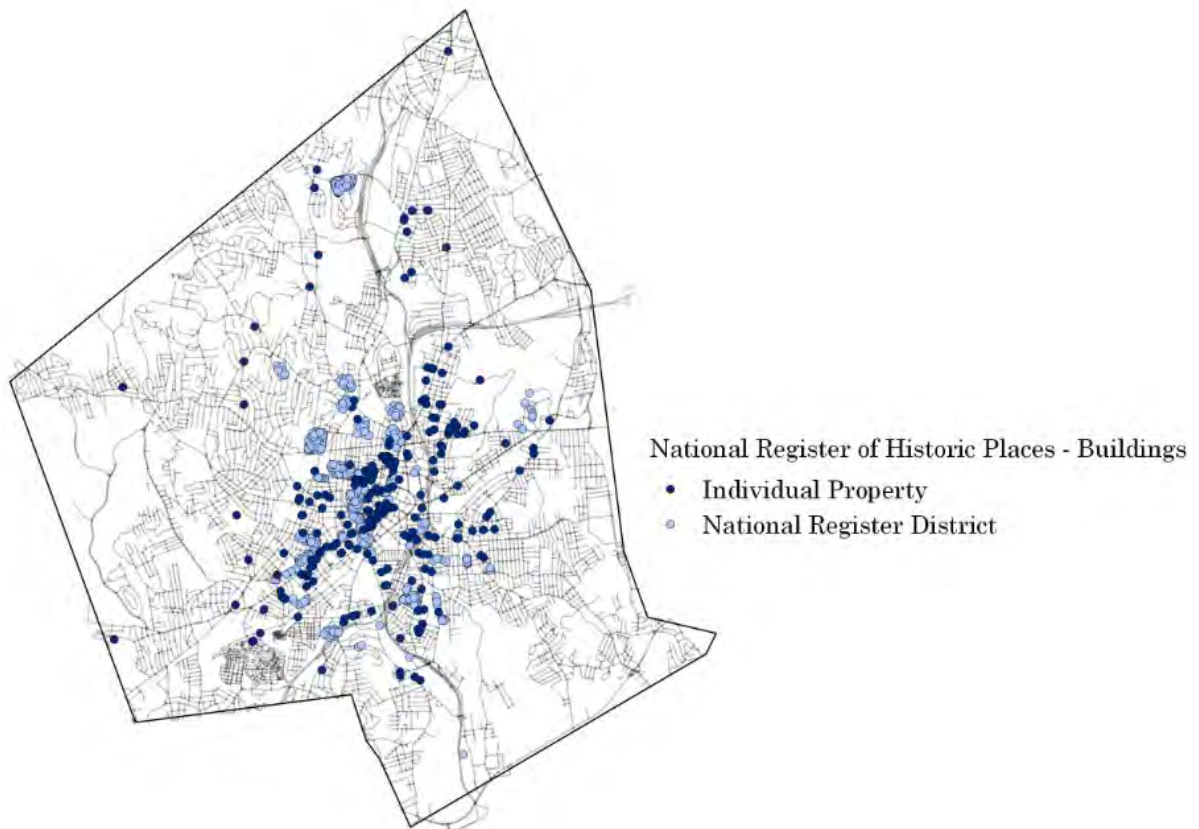 National Register of Historic Places - Buildings
Individual Property
National Register District